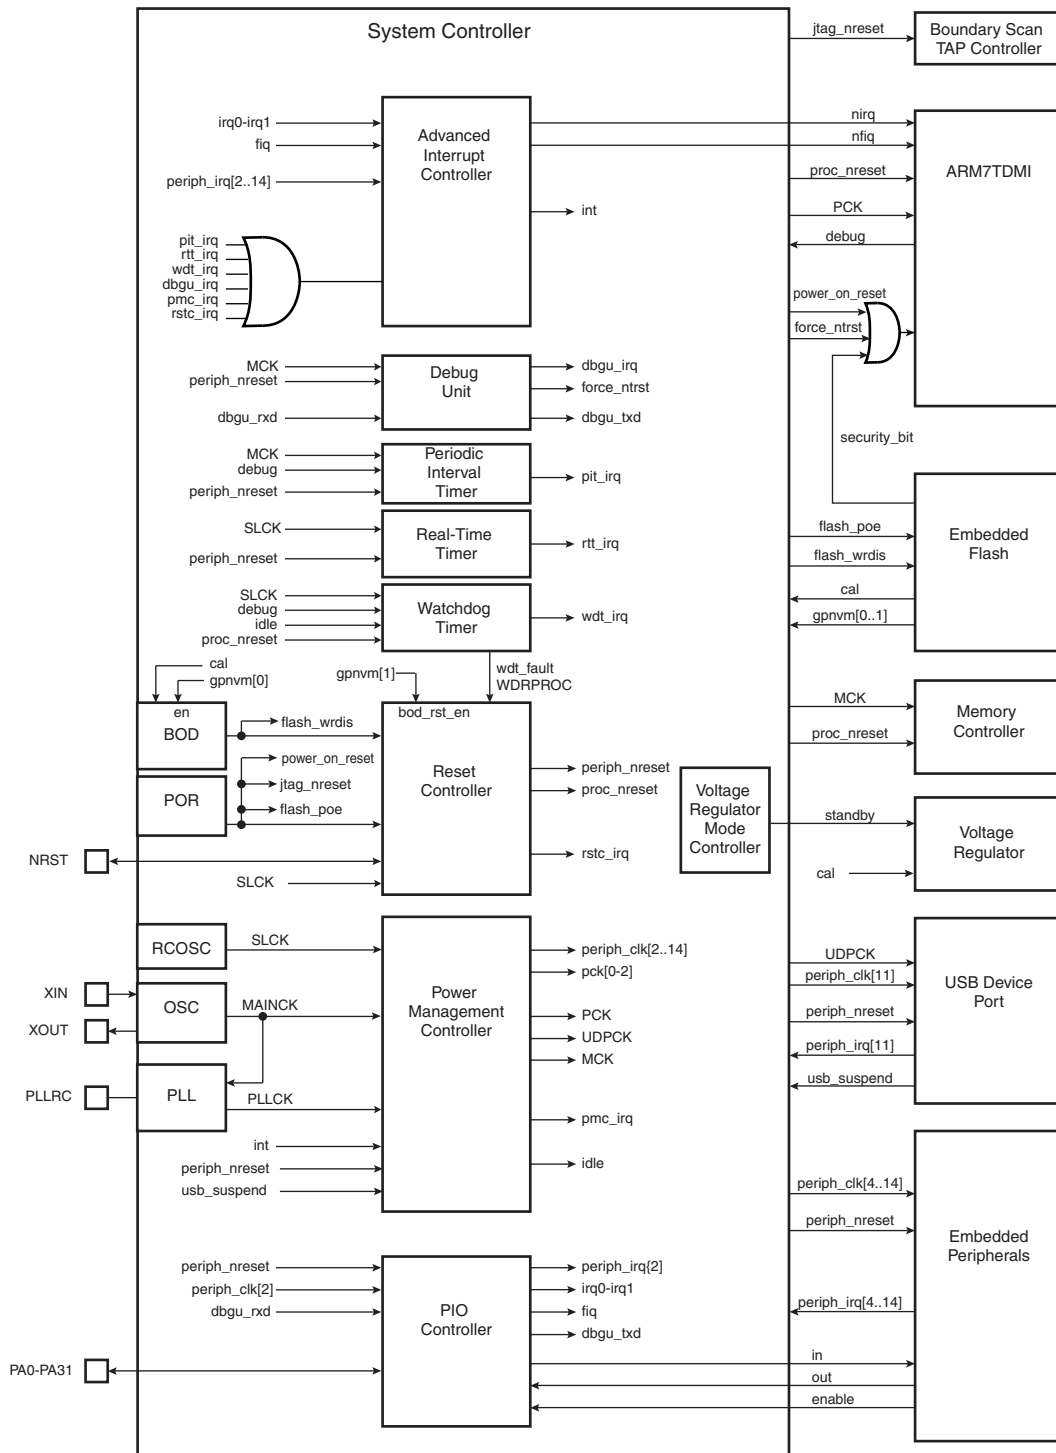 System Controller
jtag_nreset
Boundary Scan
TAP Controller
irq0-irq1
fiq
periph_irq[2..14]
Advanced
Interrupt
Controller
int
nirq
nfiq
proc_nreset
PCK
debug
ARM7TDMI
pit_irq
rtt_irq
wdt_irq
dbgu_irq
pmc_irq
rstc_irq
power_on_reset
force_ntrst
security_bit
MCK
periph_nreset
dbgu_rxd
Debug
Unit
dbgu_irq
force_ntrst
dbgu_txd
MCK
debug
periph_nreset
Periodic
Interval
Timer
pit_irq
SLCK
periph_nreset
Real-Time
Timer
rtt_irq
flash_poe
flash_wrdis
cal
gpnvm[0..1]
Embedded
Flash
SLCK
debug
idle
proc_nreset
Watchdog
Timer
wdt_irq
cal
gpnvm[0]
gpnvm[1]
wdt_fault
WDRPROC
en
BOD
flash_wrdis
bod_rst_en
Reset
Controller
power_on_reset
jtag_nreset
flash_poe
POR
periph_nreset
proc_nreset
rstc_irq
NRST
SLCK
MCK
proc_nreset
Memory
Controller
Voltage
Regulator
Mode
Controller
standby
cal
Voltage
Regulator
RCOSC
SLCK
XIN
XOUT
OSC
MAINCK
PLLRC
PLL
PLLCK
int
periph_nreset
usb_suspend
Power
Management
Controller
periph_clk[2..14]
pck[0-2]
PCK
UDPCK
MCK
pmc_irq
idle
UDPCK
periph_clk[11]
periph_nreset
periph_irq[11]
usb_suspend
USB Device
Port
periph_clk[4..14]
periph_nreset
periph_irq[4..14]
Embedded
Peripherals
periph_nreset
periph_clk[2]
dbgu_rxd
PA0-PA31
PIO
Controller
periph_irq{2]
irq0-irq1
fiq
dbgu_txd
in
out
enable